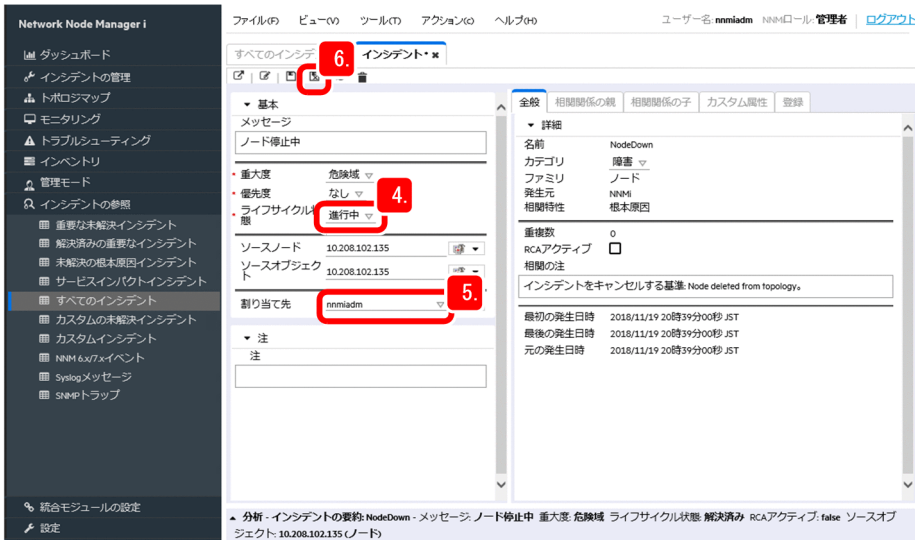 Network Node Manager i
ファイル(F) ビュー(V) ツール(T) アクション(C) ヘルプ(H)
ユーザー名: nnmiadm NNMロール: 管理者 ログアウト
ダッシュボード
インシデントの管理
トポロジマップ
モニタリング
トラブルシューティング
インベントリ
管理モード
インシデントの参照
重要な未解決インシデント
解決済みの重要なインシデント
未解決の根本原因インシデント
サービスインパクトインシデント
すべてのインシデント
カスタムの未解決インシデント
カスタムインシデント
NNM 6.x/7.xイベント
Syslogメッセージ
SNMPトラップ
統合モジュールの設定
設定
すべてのインシデ
インシデント* ×
6.
基本
メッセージ
ノード停止中
重大度 危険域
優先度 なし
4.
ライフサイクル状
態
進行中
ソースノード 10.208.102.135
ソースオブジェク
ト
10.208.102.135
5.
割り当て先 nnmiadm
注
注
全般 相関関係の親 相関関係の子 カスタム属性 登録
詳細
名前 NodeDown
カテゴリ 障害
ファミリ ノード
発生元 NNMi
相関特性 根本原因
重複数 0
RCAアクティブ
相関の注
インシデントをキャンセルする基準: Node deleted from topology。
最初の発生日時 2018/11/19 20時39分00秒 JST
最後の発生日時 2018/11/19 20時39分00秒 JST
元の発生日時 2018/11/19 20時39分00秒 JST
分析 - インシデントの要約: NodeDown - メッセージ: ノード停止中 重大度: 危険域 ライフサイクル状態: 解決済み RCAアクティブ: false ソースオブ
ジェクト: 10.208.102.135 (ノード)